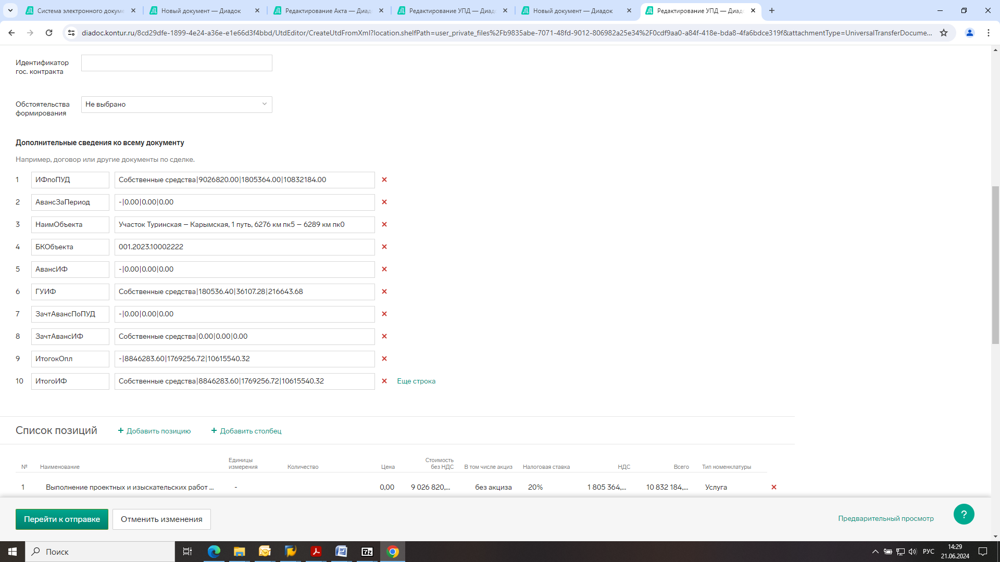 Система электронного докуме
Новый документ — Диадок
Редактирование Акта — Диад
Редактирование УПД — Диад
Новый документ — Диадок
Редактирование УПД — Диад
diadoc.kontur.ru/8cd29dfe-1899-4e24-a36e-e1e66d3f4bbd/UtdEditor/CreateUtdFromXml?location.shelfPath=user_private_files%2Fb9835abe-7071-48fd-9012-806982a25e34%2F0cdf9aa0-a84f-418e-bda8-4fa6bdce319f&attachmentType=UniversalTransferDocume...
Идентификатор
гос. контракта
Обстоятельства
формирования
Не выбрано
Дополнительные сведения ко всему документу
Например, договор или другие документы по сделке.
1 ИФпоПУД Собственные средства|9026820.00|1805364.00|10832184.00
2 АвансЗаПериод -|0.00|0.00|0.00
3 НаимОбъекта Участок Туринская – Карымская, 1 путь, 6276 км пк5 – 6289 км пк0
4 БКОбъекта 001.2023.10002222
5 АвансИФ -|0.00|0.00|0.00
6 ГУИФ Собственные средства|180536.40|36107.28|216643.68
7 ЗачтАвансПоПУД -|0.00|0.00|0.00
8 ЗачтАвансИФ Собственные средства|0.00|0.00|0.00
9 ИтогокОпл -|8846283.60|1769256.72|10615540.32
10 ИтогоИФ Собственные средства|8846283.60|1769256.72|10615540.32 Еще строка
Список позиций + Добавить позицию + Добавить столбец
№ Наименование Единицы измерения Количество Цена Стоимость без НДС В том числе акциз Налоговая ставка НДС Всего Тип номенклатуры
1 Выполнение проектных и изыскательских работ ... - 0,00 9 026 820,... без акциза 20% 1 805 364,... 10 832 184,... Услуга
Перейти к отправке Отменить изменения Предварительный просмотр ?
Поиск
7z
РУС
14:29
21.06.2024